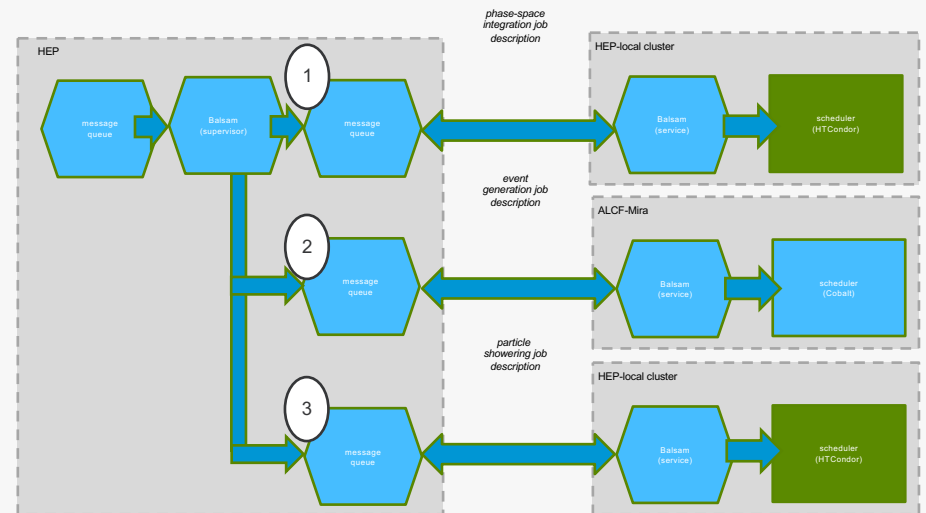 phase-space
integration job
description
HEP
HEP-local cluster
1
message
queue
Balsam
(supervisor)
message
queue
Balsam
(service)
scheduler
(HTCondor)
event
generation job
description
ALCF-Mira
2
message
queue
Balsam
(service)
scheduler
(Cobalt)
particle
showering job
description
HEP-local cluster
3
message
queue
Balsam
(service)
scheduler
(HTCondor)